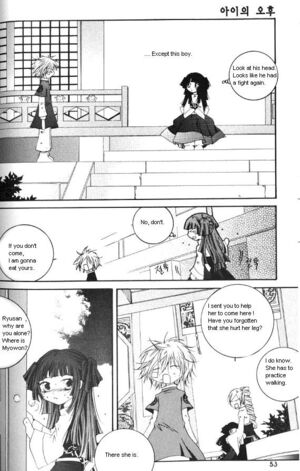 아이의 오후
.....Except this boy.
Look at his head.
Looks like he had
a fight again.
No, don't.
If you don't
come,
I am gonna
eat yours.
I sent you to help
her to come here !
Have you forgotten
that she hurt her leg?
Ryusan
why are
you alone?
Where is
Myowon?
I do know.
She has to
practice
walking.
There she is.
53